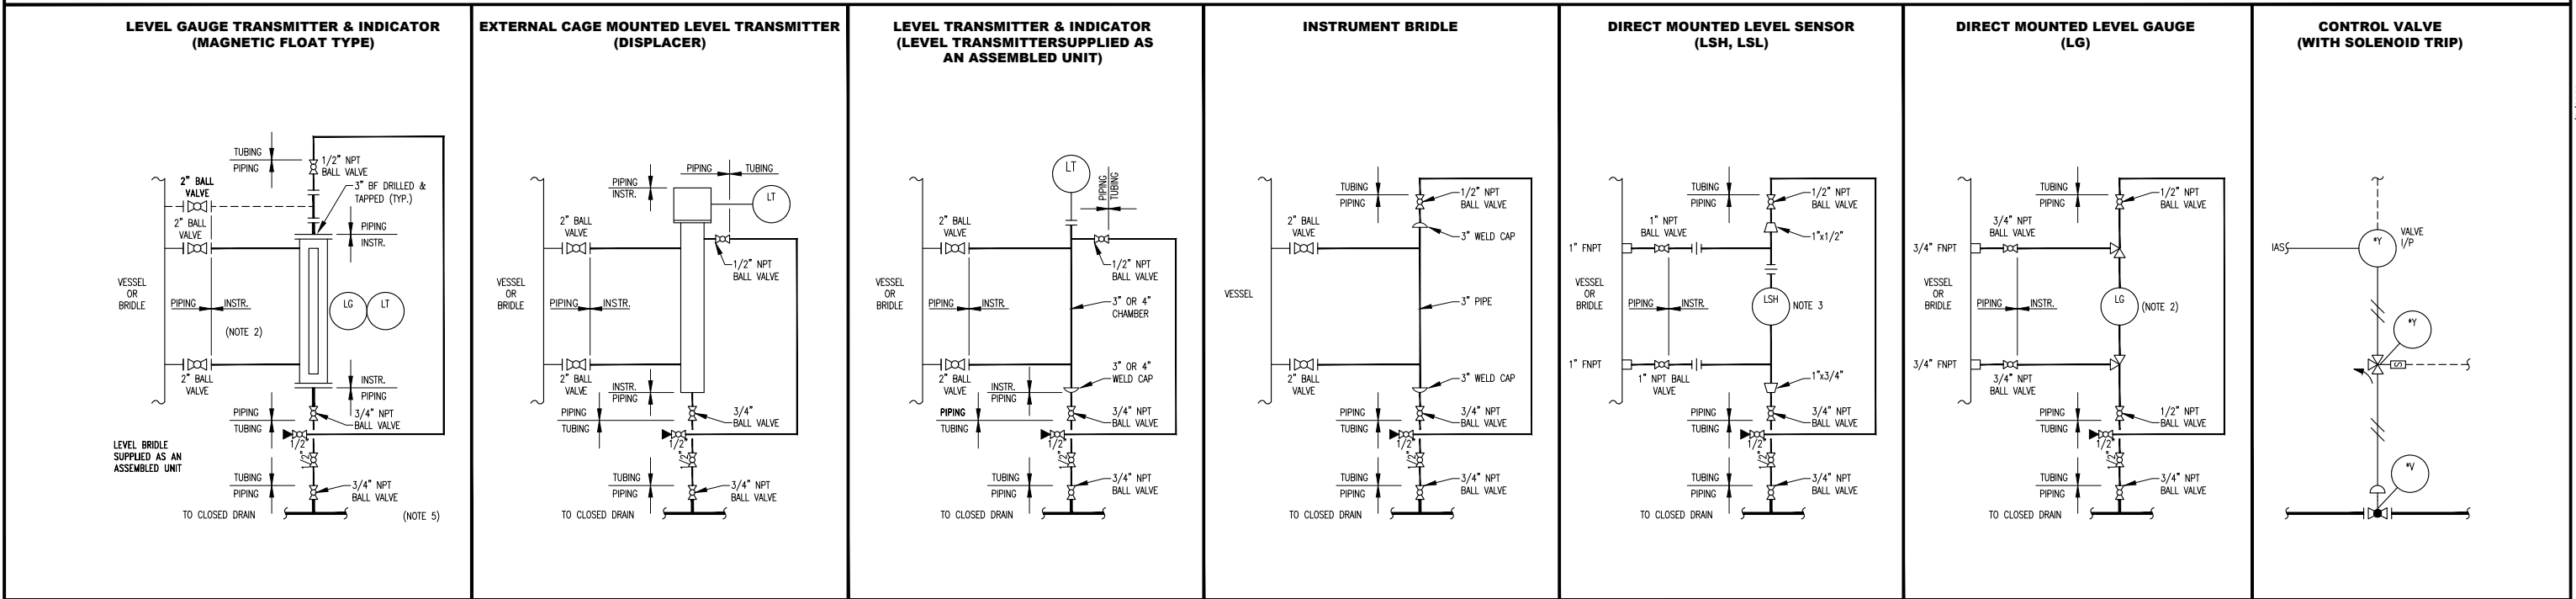 LEVEL GAUGE TRANSMITTER & INDICATOR
(MAGNETIC FLOAT TYPE)
TUBING
PIPING
1/2" NPT
BALL VALVE
2" BALL
VALVE
3" BF DRILLED &
TAPPED (TYP.)
2" BALL
VALVE
PIPING
INSTR.
VESSEL
OR
BRIDLE
PIPING
INSTR.
LG
LT
(NOTE 2)
2" BALL
VALVE
INSTR.
PIPING
PIPING
TUBING
3/4" NPT
BALL VALVE
1/2"
1/2"
LEVEL BRIDLE
SUPPLIED AS AN
ASSEMBLED UNIT
TUBING
PIPING
3/4" NPT
BALL VALVE
TO CLOSED DRAIN
(NOTE 5)
EXTERNAL CAGE MOUNTED LEVEL TRANSMITTER
(DISPLACER)
PIPING
TUBING
PIPING
INSTR.
LT
2" BALL
VALVE
1/2" NPT
BALL VALVE
VESSEL
OR
BRIDLE
PIPING
INSTR.
2" BALL
VALVE
INSTR.
PIPING
PIPING
TUBING
3/4"
BALL VALVE
1/2"
1/2"
TUBING
PIPING
3/4" NPT
BALL VALVE
TO CLOSED DRAIN
LEVEL TRANSMITTER & INDICATOR
(LEVEL TRANSMITTERSUPPLIED AS
AN ASSEMBLED UNIT)
LT
PIPING
TUBING
2" BALL
VALVE
1/2" NPT
BALL VALVE
VESSEL
OR
BRIDLE
PIPING
INSTR.
3" OR 4"
CHAMBER
2" BALL
VALVE
3" OR 4"
WELD CAP
INSTR.
PIPING
PIPING
TUBING
3/4" NPT
BALL VALVE
1/2"
1/2"
TUBING
PIPING
3/4" NPT
BALL VALVE
TO CLOSED DRAIN
INSTRUMENT BRIDLE
TUBING
PIPING
1/2" NPT
BALL VALVE
2" BALL
VALVE
3" WELD CAP
VESSEL
3" PIPE
2" BALL
VALVE
3" WELD CAP
PIPING
TUBING
3/4" NPT
BALL VALVE
1/2"
1/2"
TUBING
PIPING
3/4" NPT
BALL VALVE
TO CLOSED DRAIN
DIRECT MOUNTED LEVEL SENSOR
(LSH, LSL)
TUBING
PIPING
1/2" NPT
BALL VALVE
1" NPT
BALL VALVE
1"x1/2"
1" FNPT
VESSEL
OR
BRIDLE
PIPING
INSTR.
LSH
NOTE 3
1" FNPT
1" NPT BALL
VALVE
1"x3/4"
PIPING
TUBING
3/4" NPT
BALL VALVE
1/2"
1/2"
TUBING
PIPING
3/4" NPT
BALL VALVE
TO CLOSED DRAIN
DIRECT MOUNTED LEVEL GAUGE
(LG)
TUBING
PIPING
1/2" NPT
BALL VALVE
3/4" NPT
BALL VALVE
3/4" FNPT
VESSEL
OR
BRIDLE
PIPING
INSTR.
LG
(NOTE 2)
3/4" FNPT
3/4" NPT
BALL VALVE
PIPING
TUBING
1/2" NPT
BALL VALVE
1/2"
1/2"
TUBING
PIPING
3/4" NPT
BALL VALVE
TO CLOSED DRAIN
CONTROL VALVE
(WITH SOLENOID TRIP)
IAS
*Y
VALVE
I/P
*Y
S
*V